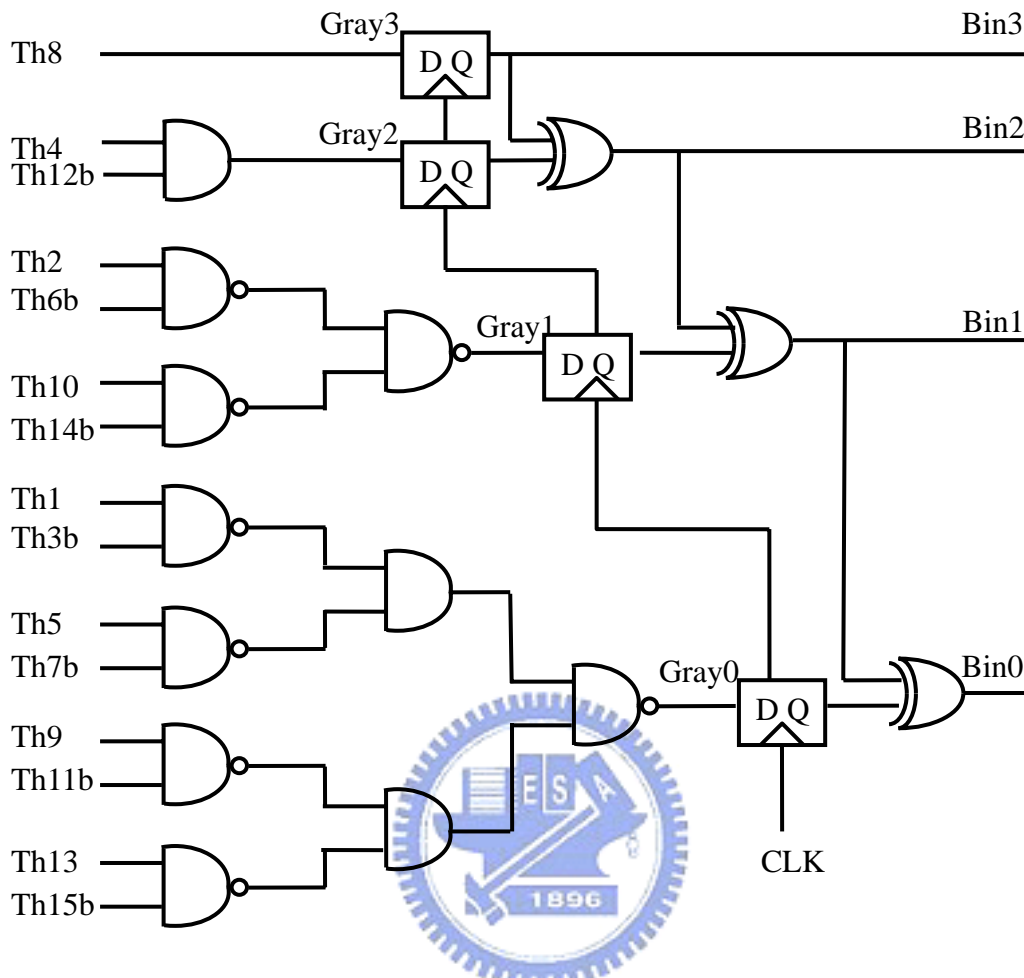 Gray3
Bin3
Th8
D Q
Gray2
Bin2
Th4
Th12b
D Q
Th2
Th6b
Gray1
Bin1
D Q
Th10
Th14b
Th1
Th3b
Th5
Th7b
Gray0
Bin0
D Q
Th9
Th11b
E S A
Th13
Th15b
CLK
1896